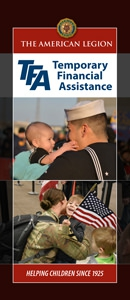 THE AMERICAN LEGION
TFA
Temporary
Financial
Assistance
HELPING CHILDREN SINCE 1925